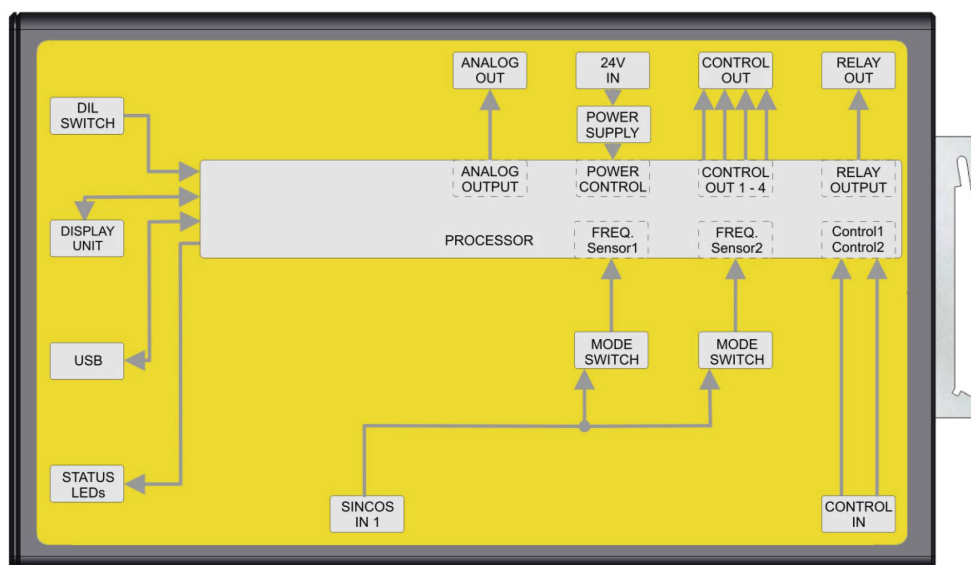 ANALOG
OUT
24V
IN
CONTROL
OUT
RELAY
OUT
DIL
SWITCH
POWER
SUPPLY
ANALOG
OUTPUT
POWER
CONTROL
CONTROL
OUT 1 - 4
RELAY
OUTPUT
DISPLAY
UNIT
PROCESSOR
FREQ.
Sensor1
FREQ.
Sensor2
Control1
Control2
USB
MODE
SWITCH
MODE
SWITCH
STATUS
LEDs
SINCOS
IN 1
CONTROL
IN